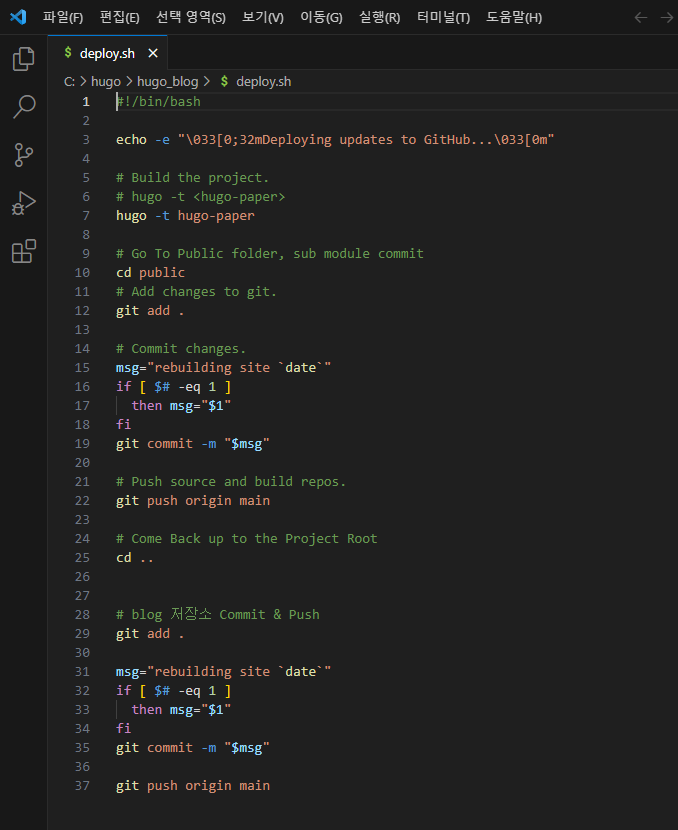 파일(F) 편집(E) 선택 영역(S) 보기(V) 이동(G) 실행(R) 터미널(T) 도움말(H)
$ deploy.sh
C: > hugo > hugo_blog > $ deploy.sh
1 #!/bin/bash
2
3 echo -e "\033[0;32mDeploying updates to GitHub...\033[0m"
4
5 # Build the project.
6 # hugo -t <hugo-paper>
7 hugo -t hugo-paper
8
9 # Go To Public folder, sub module commit
10 cd public
11 # Add changes to git.
12 git add .
13
14 # Commit changes.
15 msg="rebuilding site `date`"
16 if [ $# -eq 1 ]
17   then msg="$1"
18 fi
19 git commit -m "$msg"
20
21 # Push source and build repos.
22 git push origin main
23
24 # Come Back up to the Project Root
25 cd ..
26
27
28 # blog 저장소 Commit & Push
29 git add .
30
31 msg="rebuilding site `date`"
32 if [ $# -eq 1 ]
33   then msg="$1"
34 fi
35 git commit -m "$msg"
36
37 git push origin main